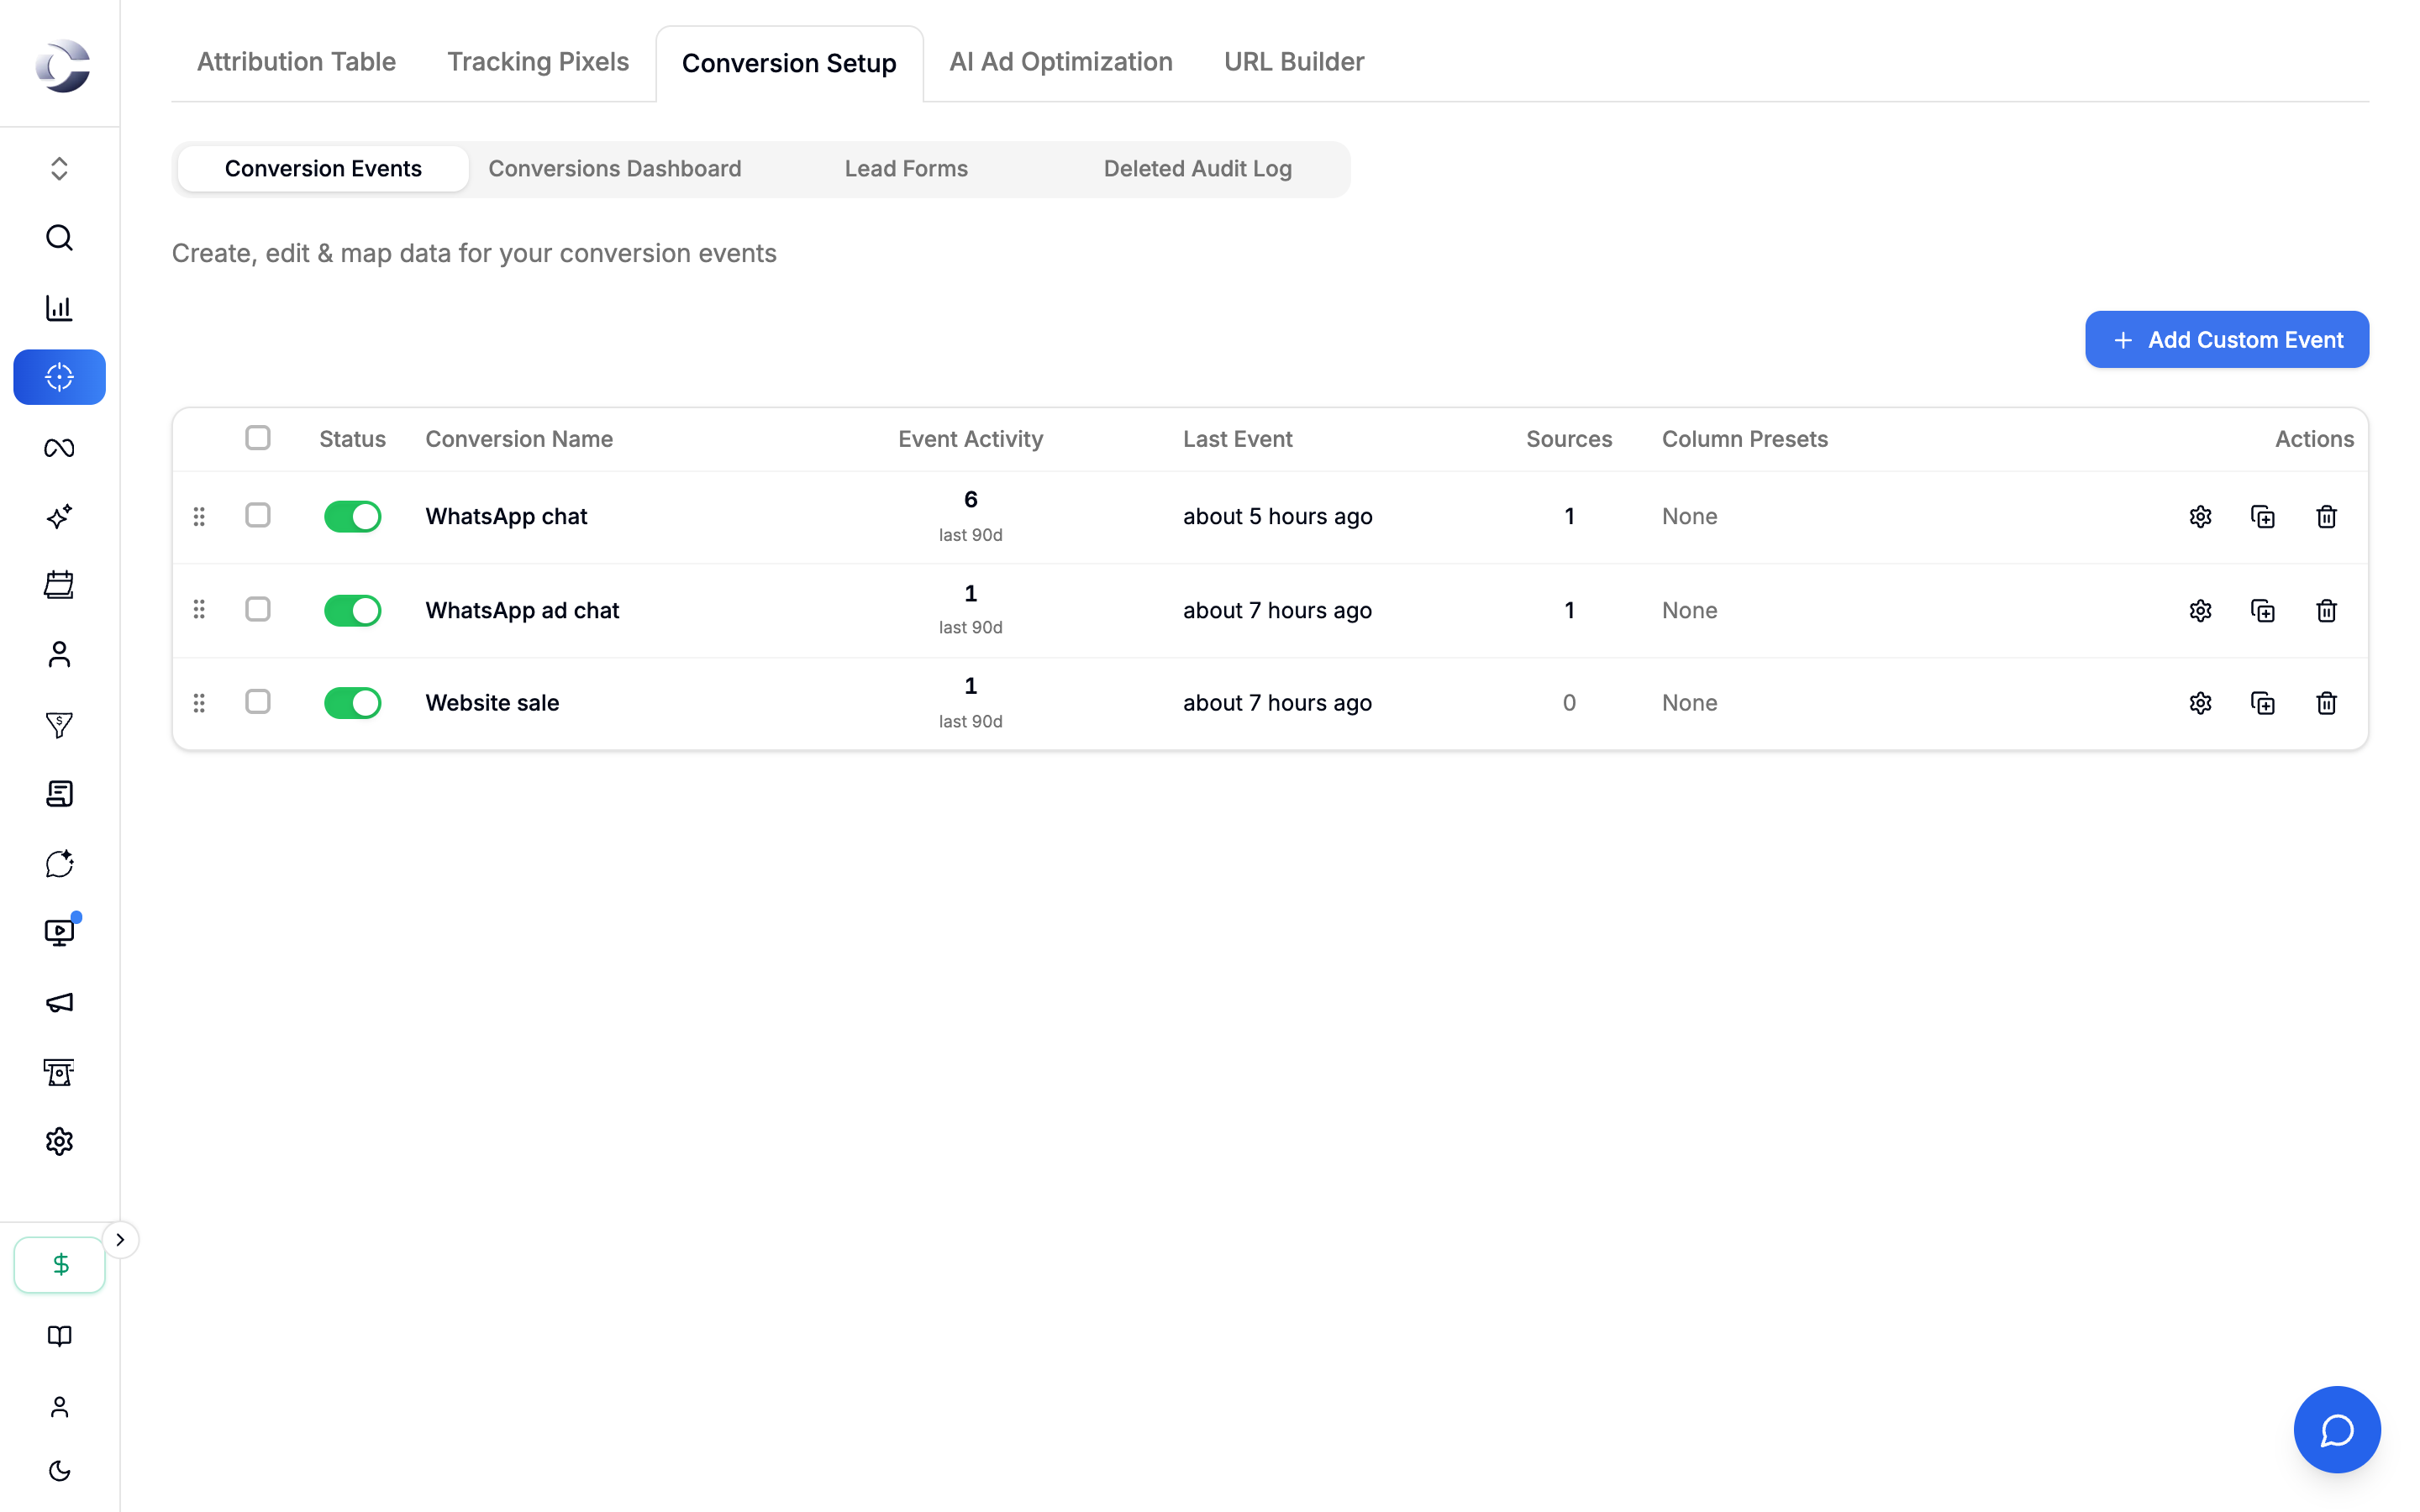 Attribution Table Tracking Pixels Conversion Setup AI Ad Optimization URL Builder
Conversion Events Conversions Dashboard Lead Forms Deleted Audit Log
Create, edit & map data for your conversion events
Add Custom Event
Status Conversion Name Event Activity Last Event Sources Column Presets Actions
WhatsApp chat 6 last 90d about 5 hours ago 1 None
WhatsApp ad chat 1 last 90d about 7 hours ago 1 None
Website sale 1 last 90d about 7 hours ago 0 None